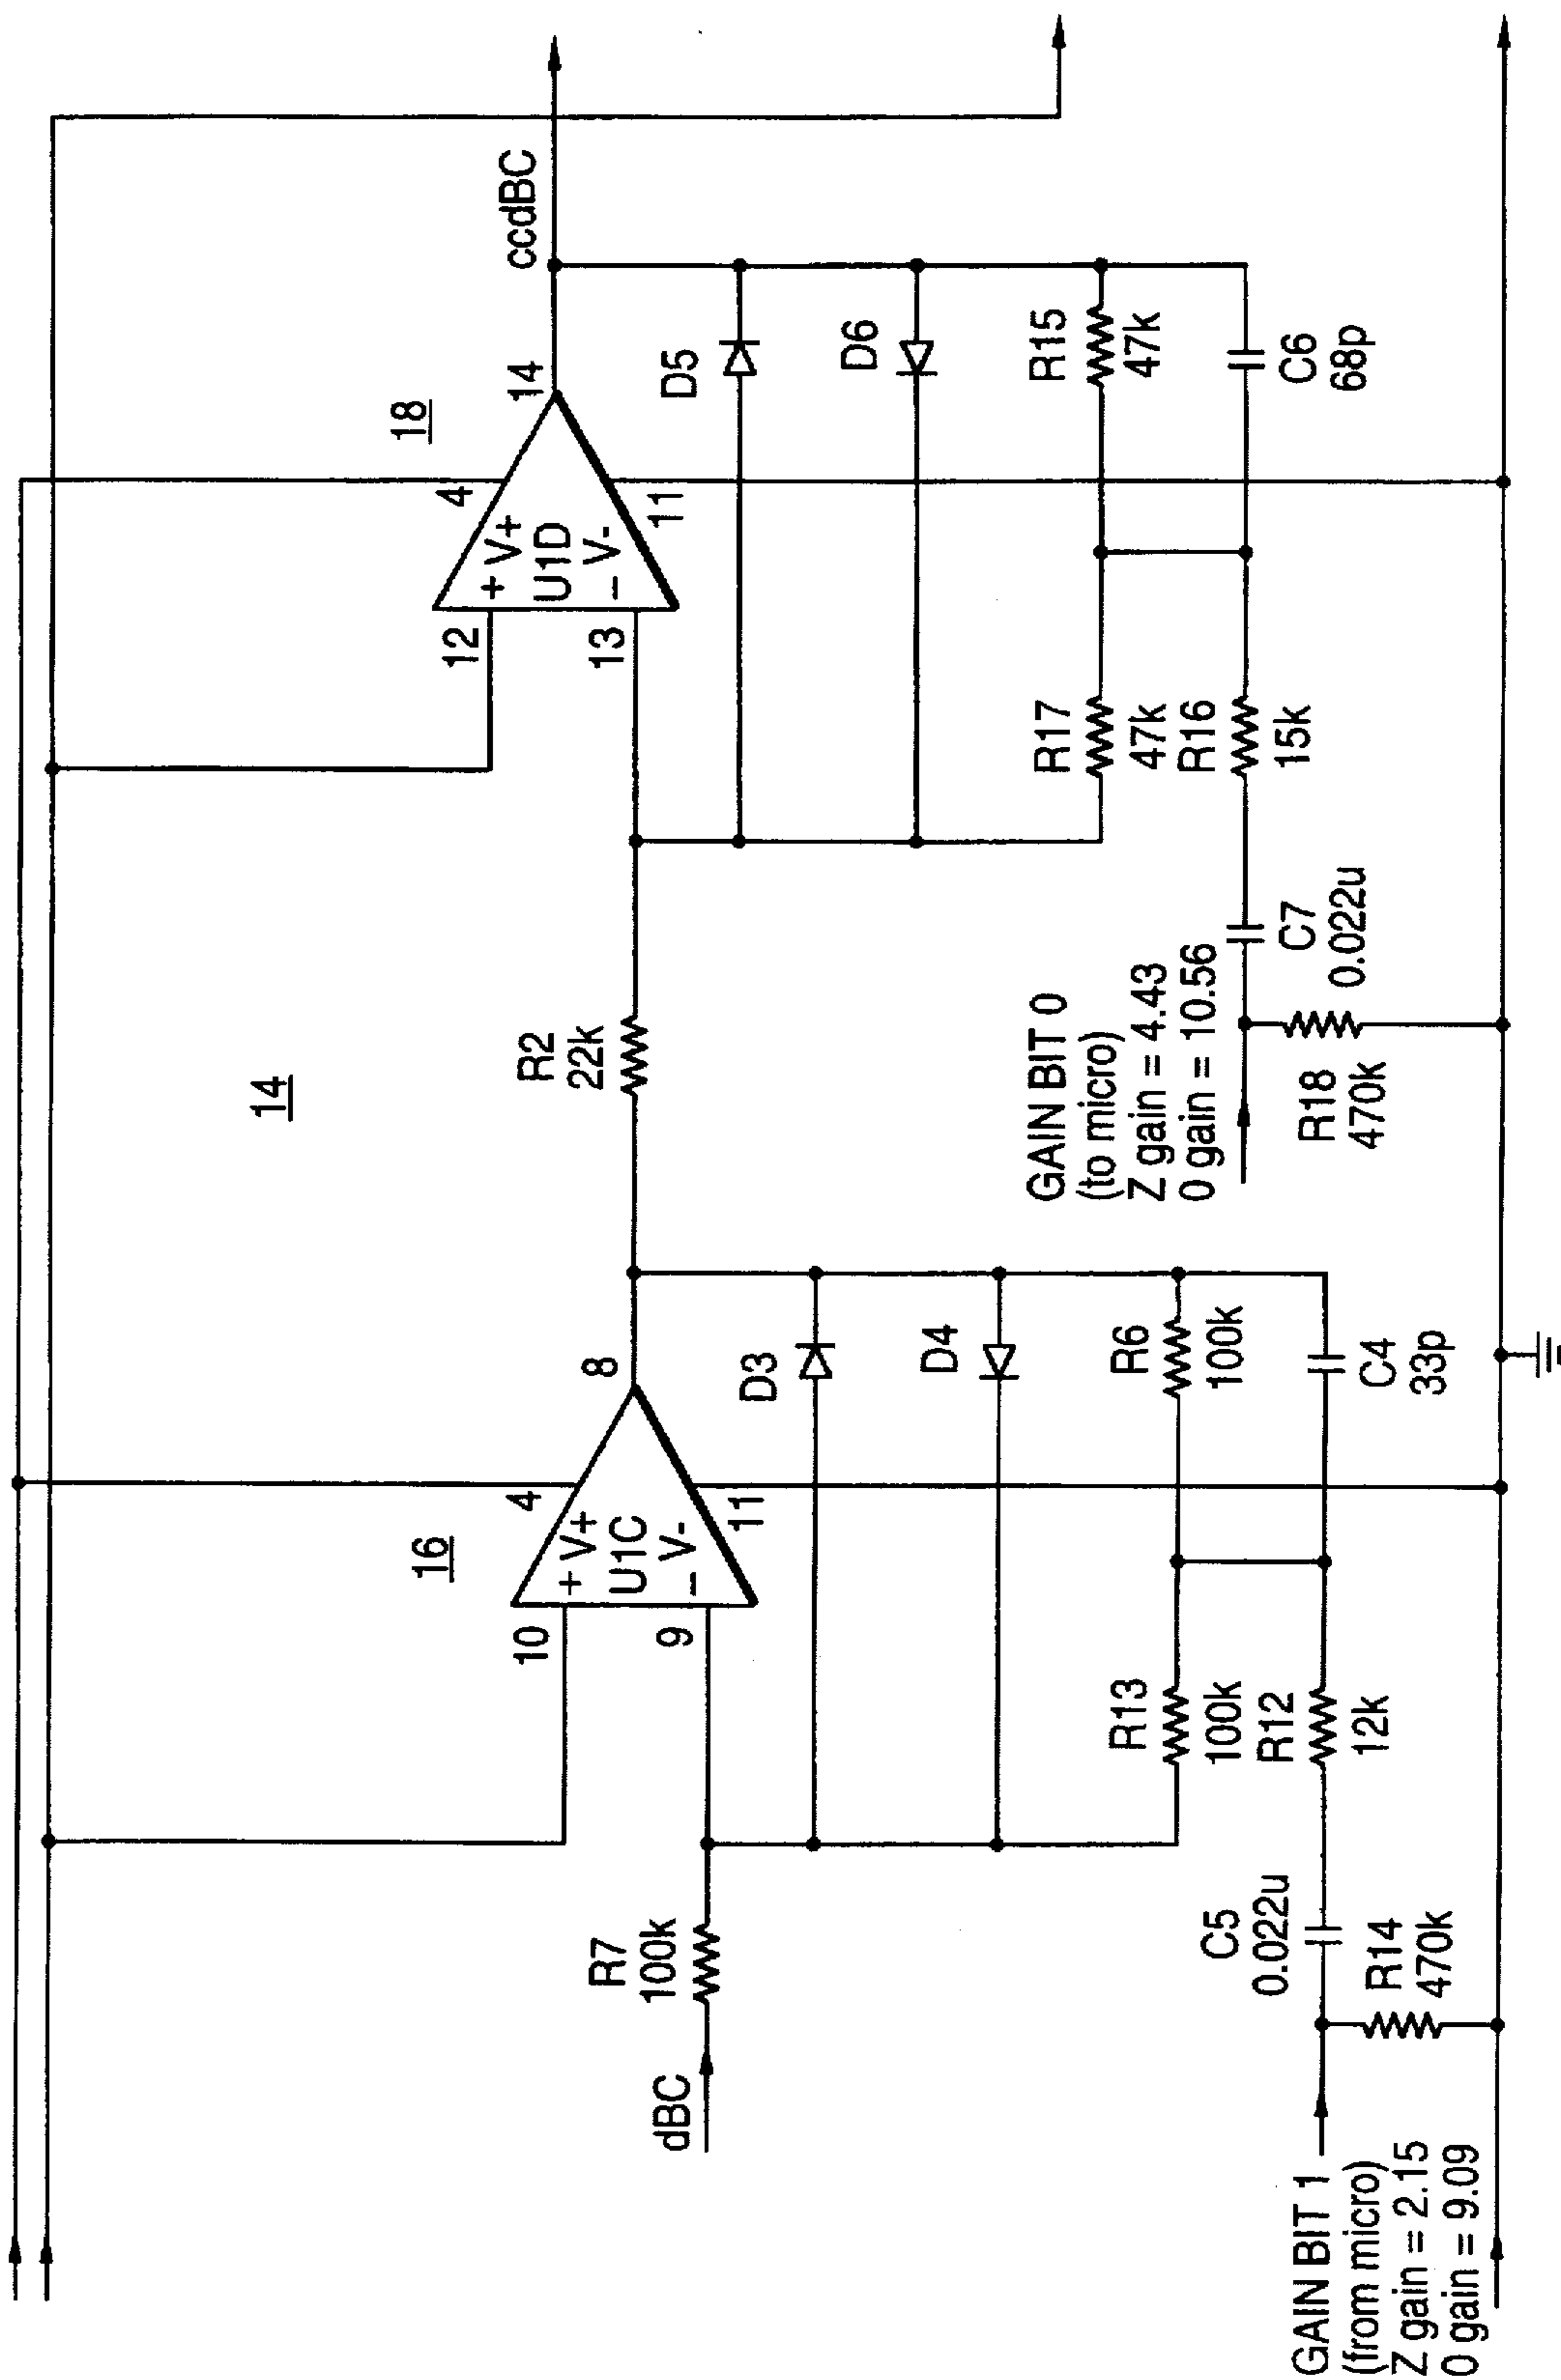 14
16
18
dBC
R7
100k
10
9
+ V+
U1C
− V-
4
11
8
D3
D4
R6
100k
C4
33p
R13
100k
R12
12k
C5
0.022u
R14
470k
GAIN BIT 1
(from micro)
Z gain = 2.15
0 gain = 9.09
R2
22k
12
13
+ V+
U1D
− V-
4
11
14
ccdBC
D5
D6
R15
47k
C6
68p
R17
47k
R16
15k
C7
0.022u
R18
470k
GAIN BIT 0
(to micro)
Z gain = 4.43
0 gain = 10.56